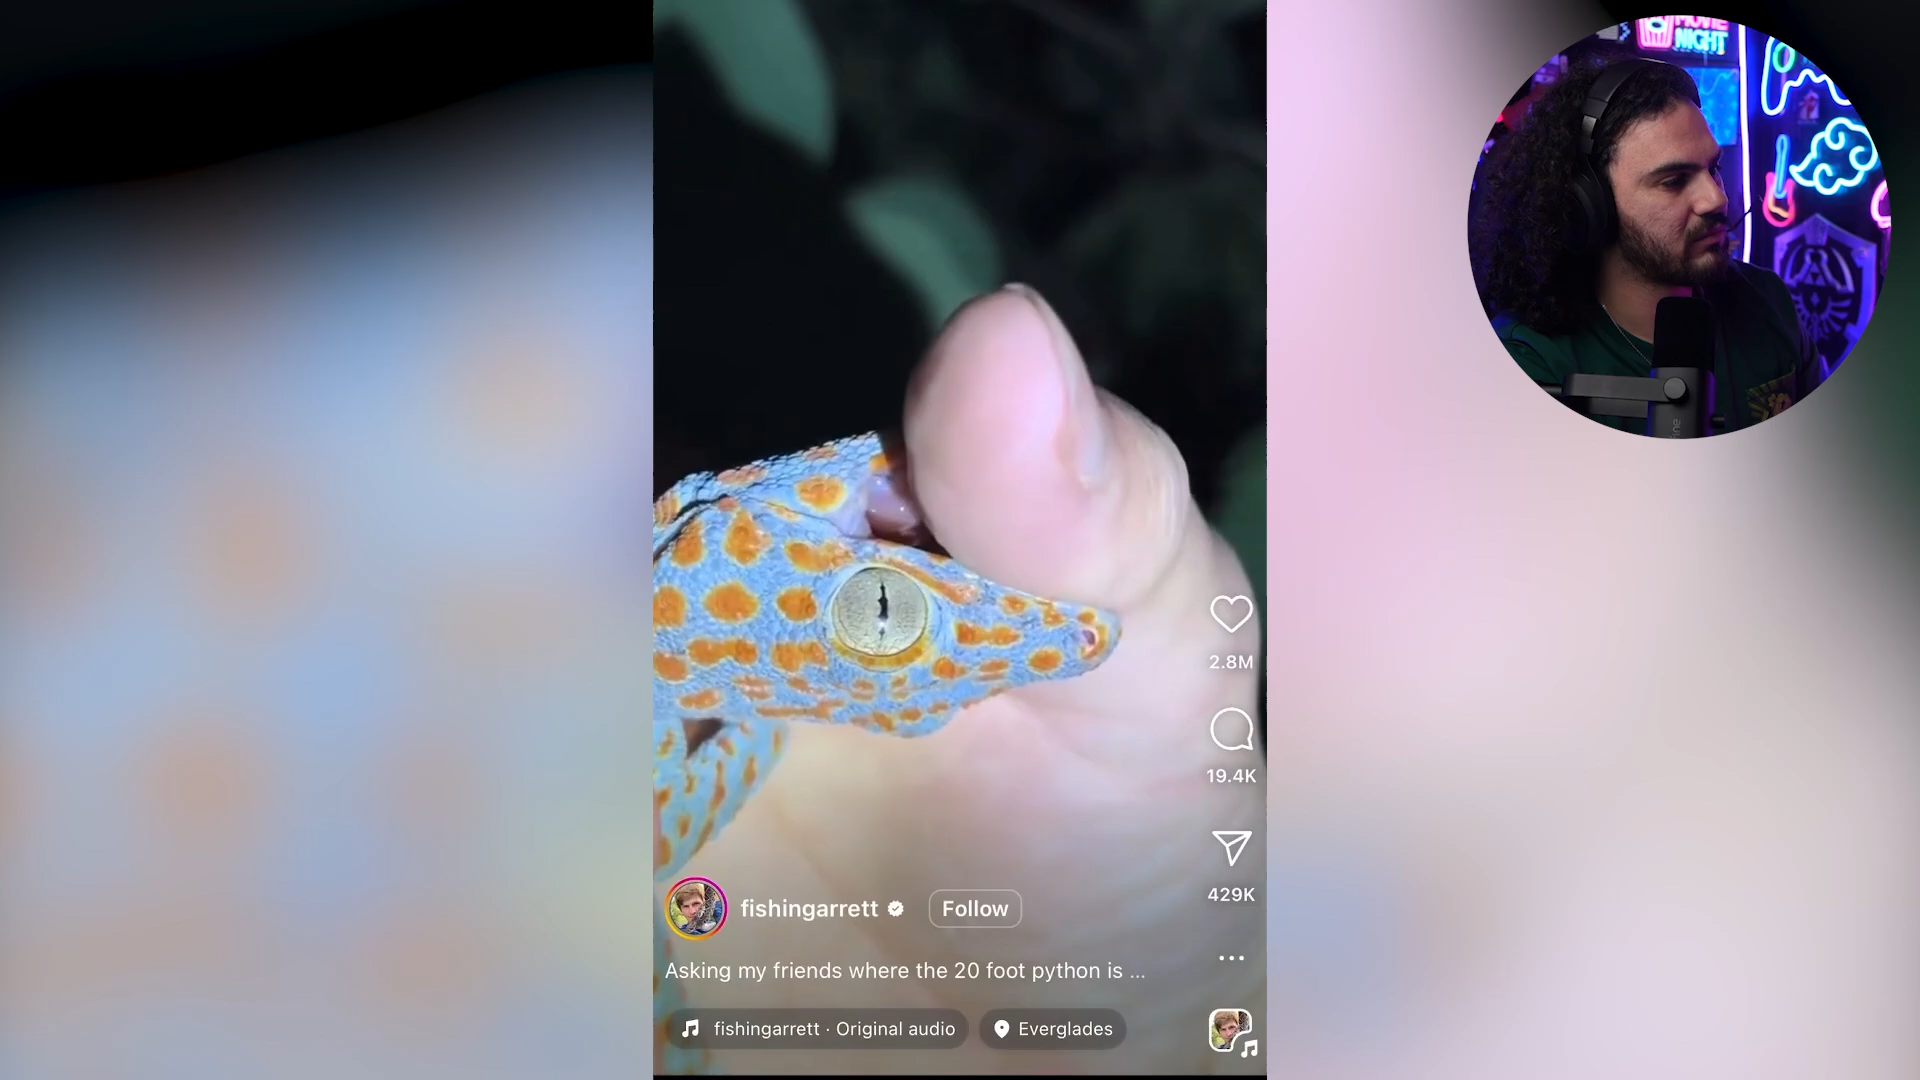 MOVIE
NIGHT
2.8M
19.4K
429K
fishingarrett Follow
Asking my friends where the 20 foot python is ...
fishingarrett · Original audio Everglades